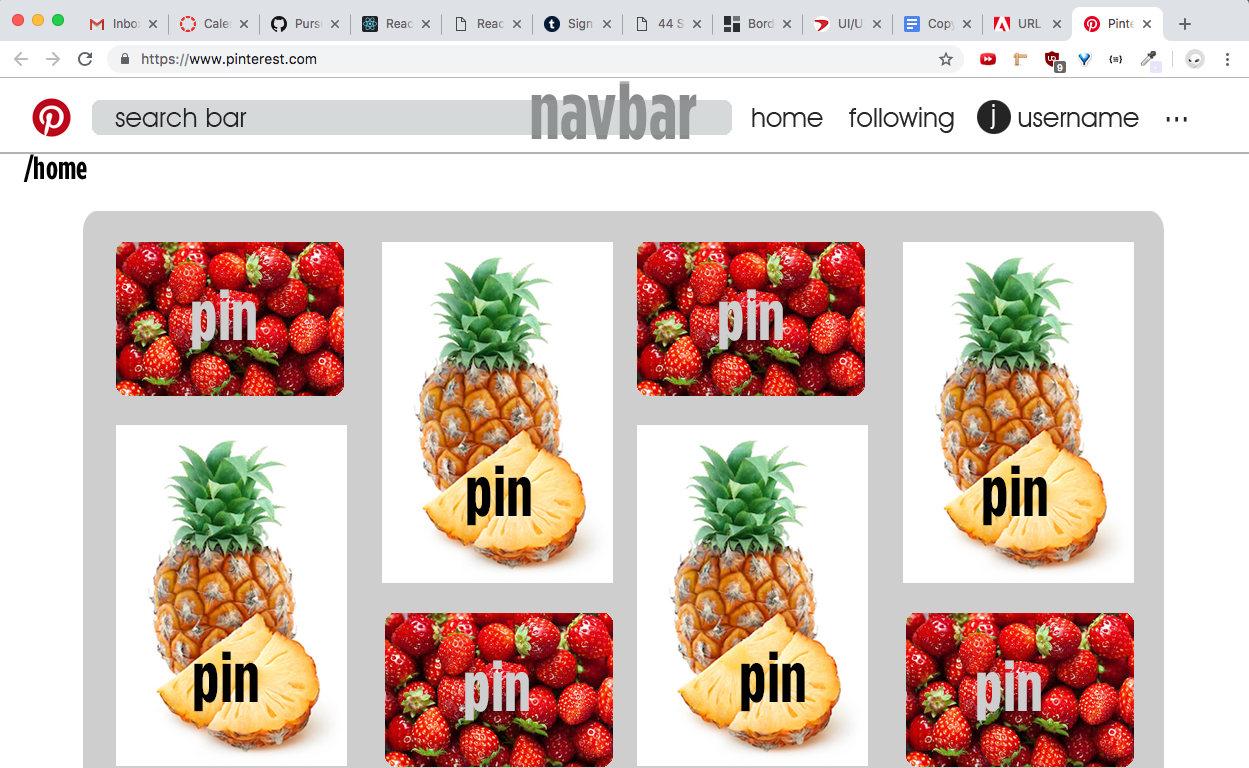 Inbo Cale Purs Reac Reac Sign 44 S Bord UI/U Copy URL Pinte
https://www.pinterest.com
9
search bar navbar home following j username ...
/home
pin pin
pin pin
pin pin
pin pin